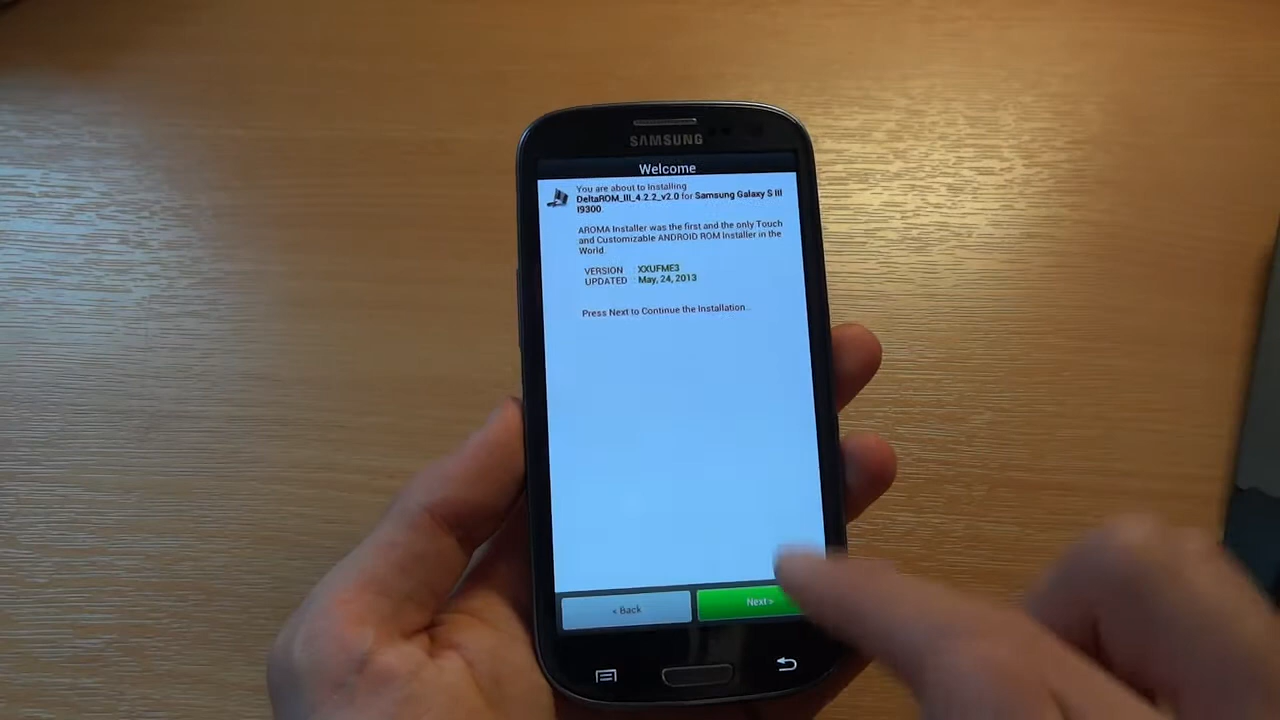 SAMSUNG
Welcome
You are about to Installing
DeltaROM_III_4.2.2_v2.0 for Samsung Galaxy S III
I9300.
AROMA Installer was the first and the only Touch
and Customizable ANDROID ROM Installer in the
World.
VERSION : XXUFME3
UPDATED : May, 24, 2013
Press Next to Continue the Installation...
< Back
Next >